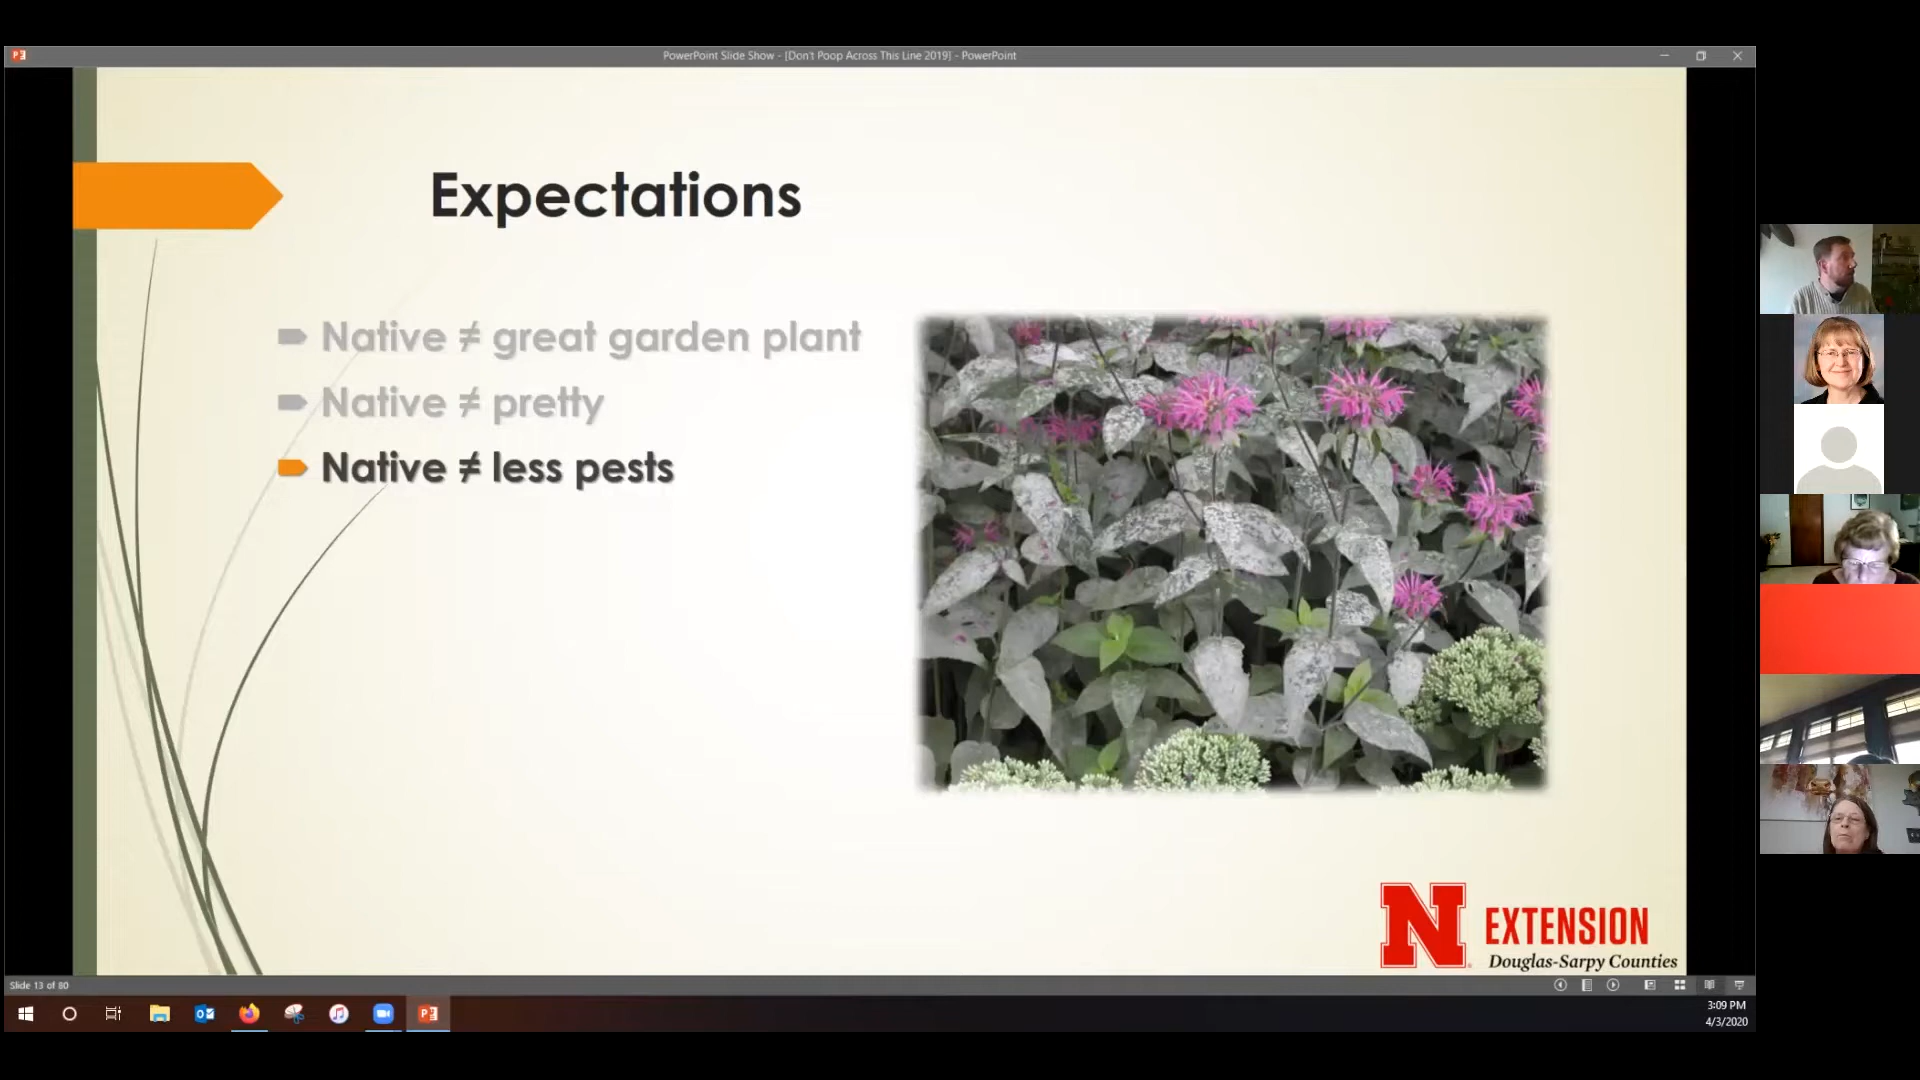 PowerPoint Slide Show - [Don't Poop Across This Line 2019] - PowerPoint
Expectations
Native ≠ great garden plant
Native ≠ pretty
Native ≠ less pests
N EXTENSION
Douglas-Sarpy Counties
Slide 13 of 80
3:09 PM
4/3/2020